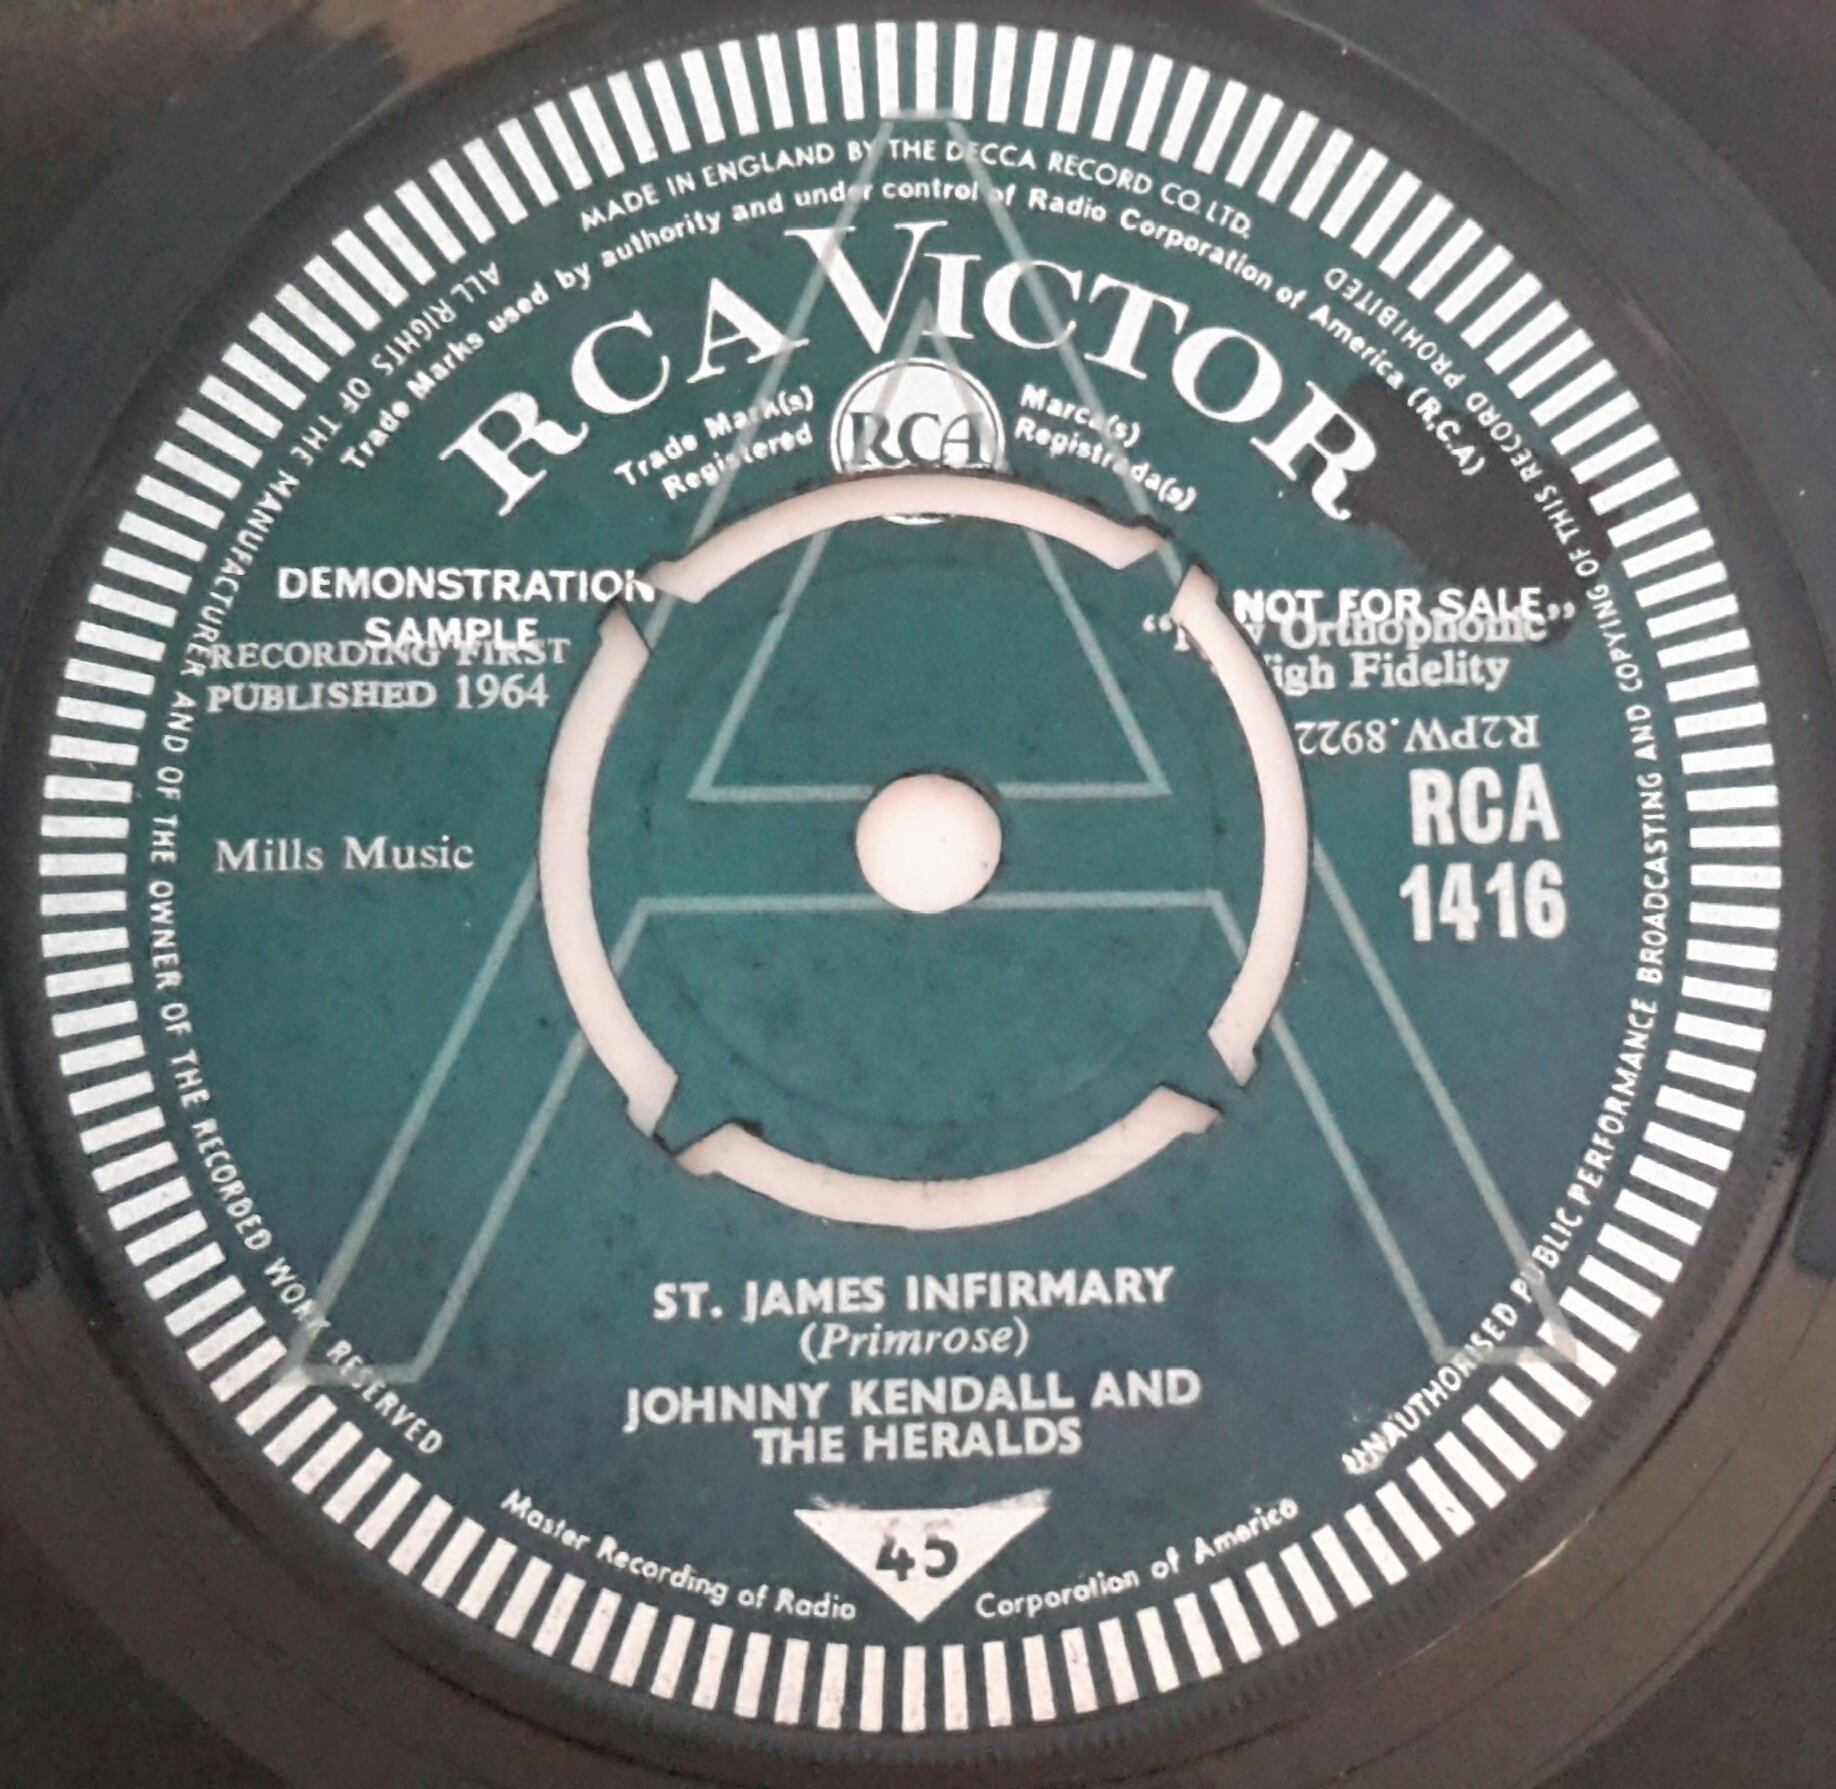 MADE IN ENGLAND BY THE DECCA RECORD CO. LTD.
Trade Marks used by authority and under control of Radio Corporation of America (R.C.A)
ALL RIGHTS OF THE MANUFACTURER AND OF THE OWNER OF THE RECORDED WORK RESERVED
UNAUTHORISED PUBLIC PERFORMANCE BROADCASTING AND COPYING OF THIS RECORD PROHIBITED
A
RCA VICTOR
Trade Mark(s)
Registered
RCA
Marca(s)
Registrada(s)
DEMONSTRATION
SAMPLE
RECORDING FIRST
PUBLISHED 1964
NOT FOR SALE
Orthophonic”
High Fidelity
R2PW.8922
RCA
1416
Mills Music
ST. JAMES INFIRMARY
(Primrose)
JOHNNY KENDALL AND
THE HERALDS
45
Master Recording of Radio Corporation of America